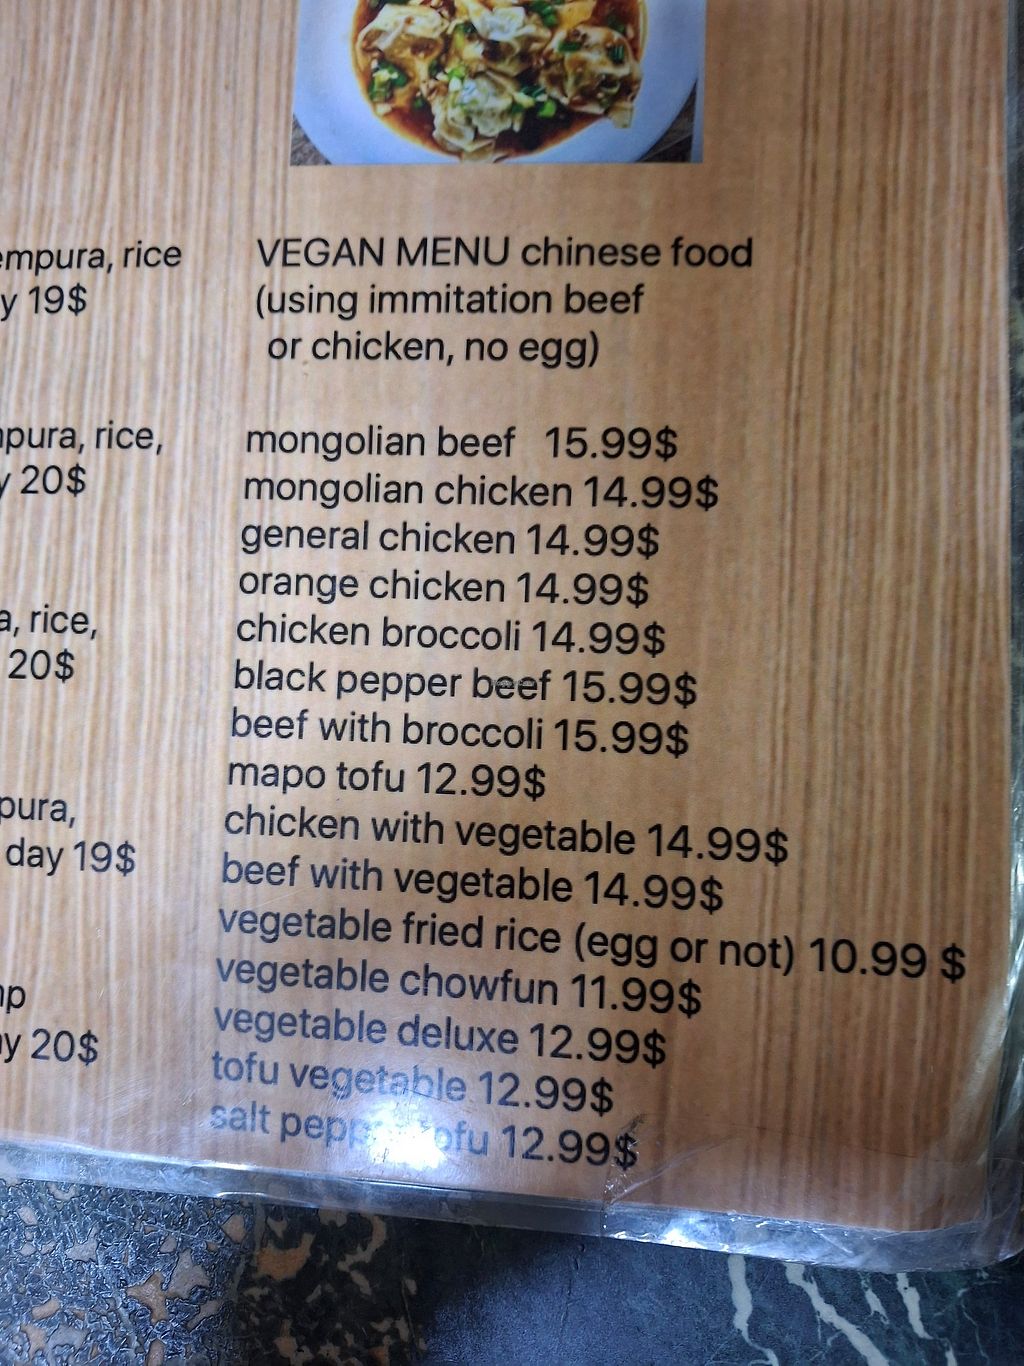 empura, rice
y 19$
pura, rice,
y 20$
a, rice,
20$
pura,
day 19$
np
y 20$
VEGAN MENU chinese food
(using immitation beef
or chicken, no egg)
mongolian beef 15.99$
mongolian chicken 14.99$
general chicken 14.99$
orange chicken 14.99$
chicken broccoli 14.99$
black pepper beef 15.99$
beef with broccoli 15.99$
mapo tofu 12.99$
chicken with vegetable 14.99$
beef with vegetable 14.99$
vegetable fried rice (egg or not) 10.99 $
vegetable chowfun 11.99$
vegetable deluxe 12.99$
tofu vegetable 12.99$
salt pepper tofu 12.99$